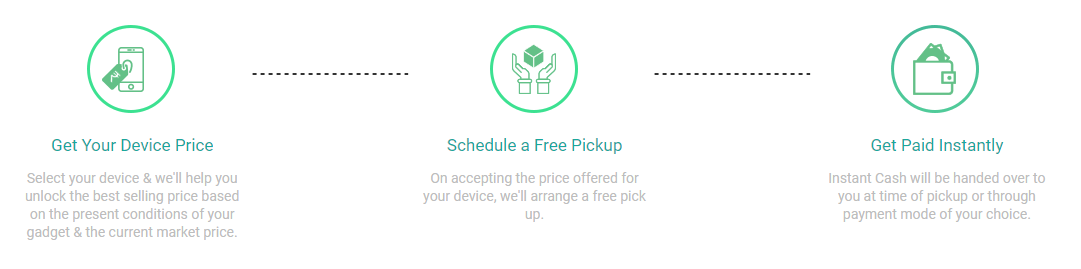 Get Your Device Price
Select your device & we'll help you
unlock the best selling price based
on the present conditions of your
gadget & the current market price.
Schedule a Free Pickup
On accepting the price offered for
your device, we'll arrange a free pick
up.
Get Paid Instantly
Instant Cash will be handed over to
you at time of pickup or through
payment mode of your choice.